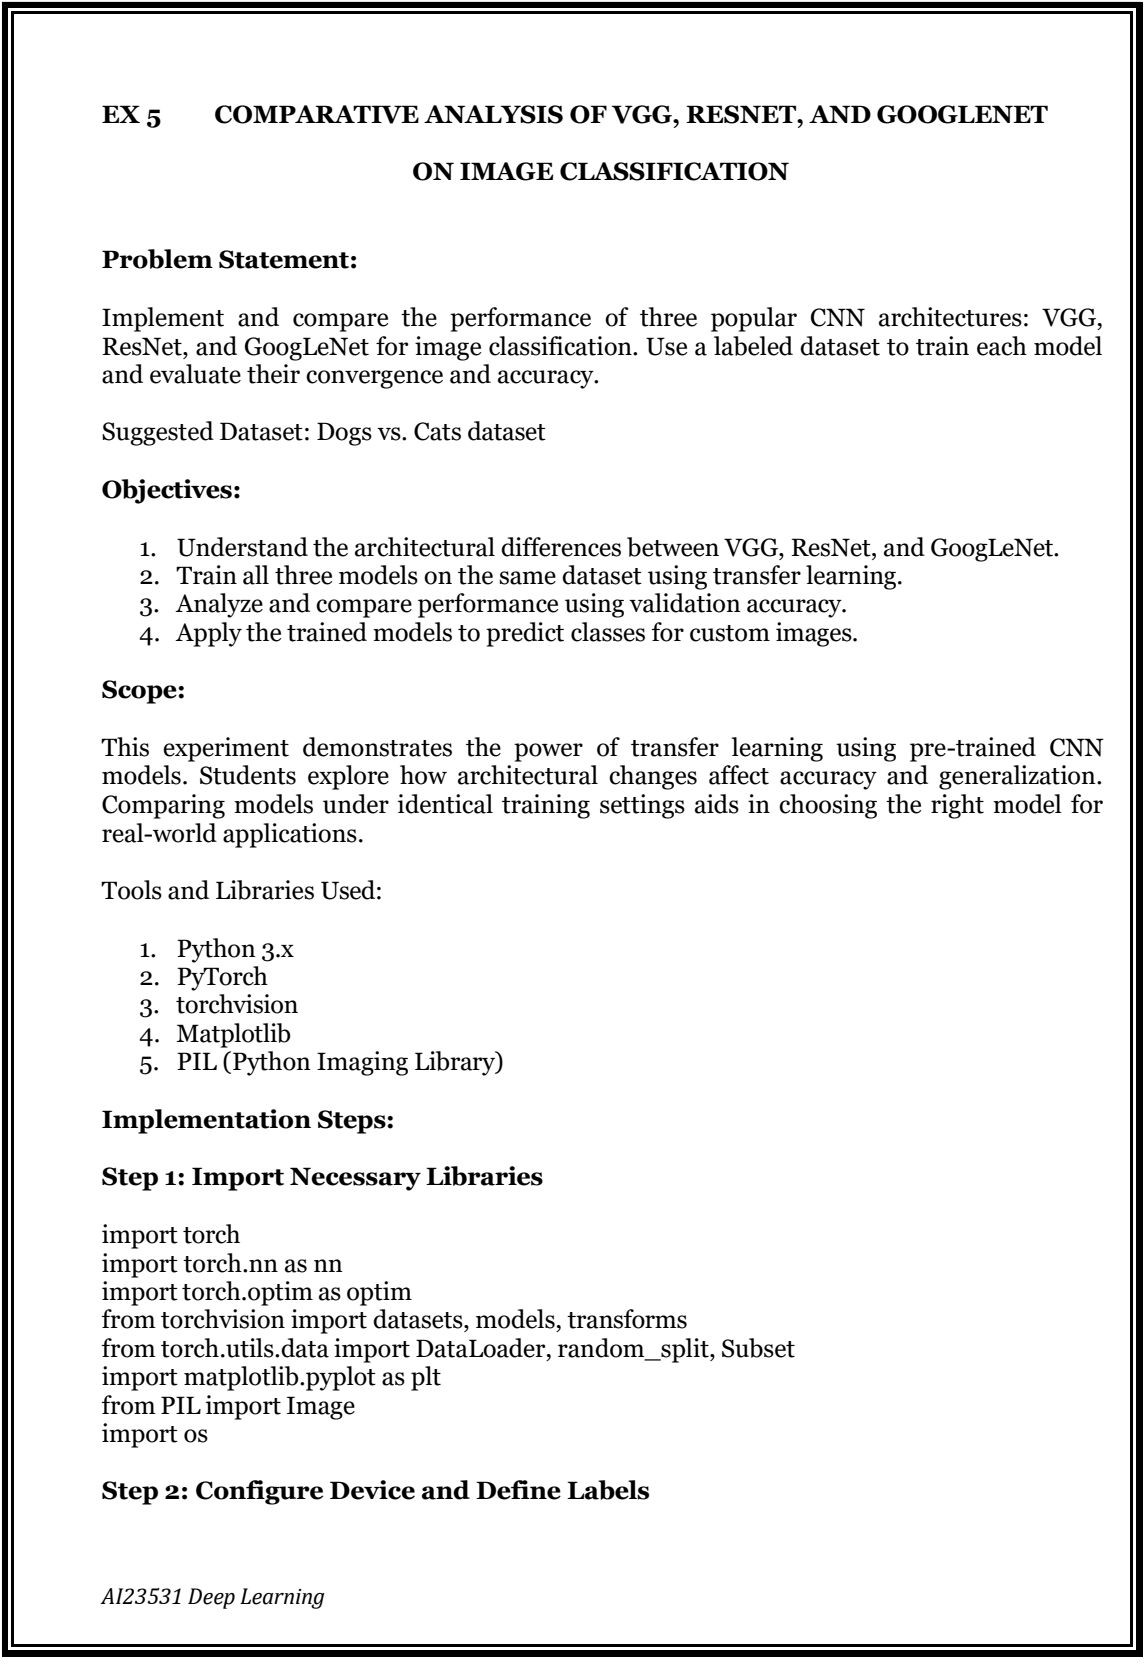 EX 5 COMPARATIVE ANALYSIS OF VGG, RESNET, AND GOOGLENET
ON IMAGE CLASSIFICATION
Problem Statement:
Implement and compare the performance of three popular CNN architectures: VGG,
ResNet, and GoogLeNet for image classification. Use a labeled dataset to train each model
and evaluate their convergence and accuracy.
Suggested Dataset: Dogs vs. Cats dataset
Objectives:
1. Understand the architectural differences between VGG, ResNet, and GoogLeNet.
2. Train all three models on the same dataset using transfer learning.
3. Analyze and compare performance using validation accuracy.
4. Apply the trained models to predict classes for custom images.
Scope:
This experiment demonstrates the power of transfer learning using pre-trained CNN
models. Students explore how architectural changes affect accuracy and generalization.
Comparing models under identical training settings aids in choosing the right model for
real-world applications.
Tools and Libraries Used:
1. Python 3.x
2. PyTorch
3. torchvision
4. Matplotlib
5. PIL (Python Imaging Library)
Implementation Steps:
Step 1: Import Necessary Libraries
import torch
import torch.nn as nn
import torch.optim as optim
from torchvision import datasets, models, transforms
from torch.utils.data import DataLoader, random_split, Subset
import matplotlib.pyplot as plt
from PIL import Image
import os
Step 2: Configure Device and Define Labels
AI23531 Deep Learning